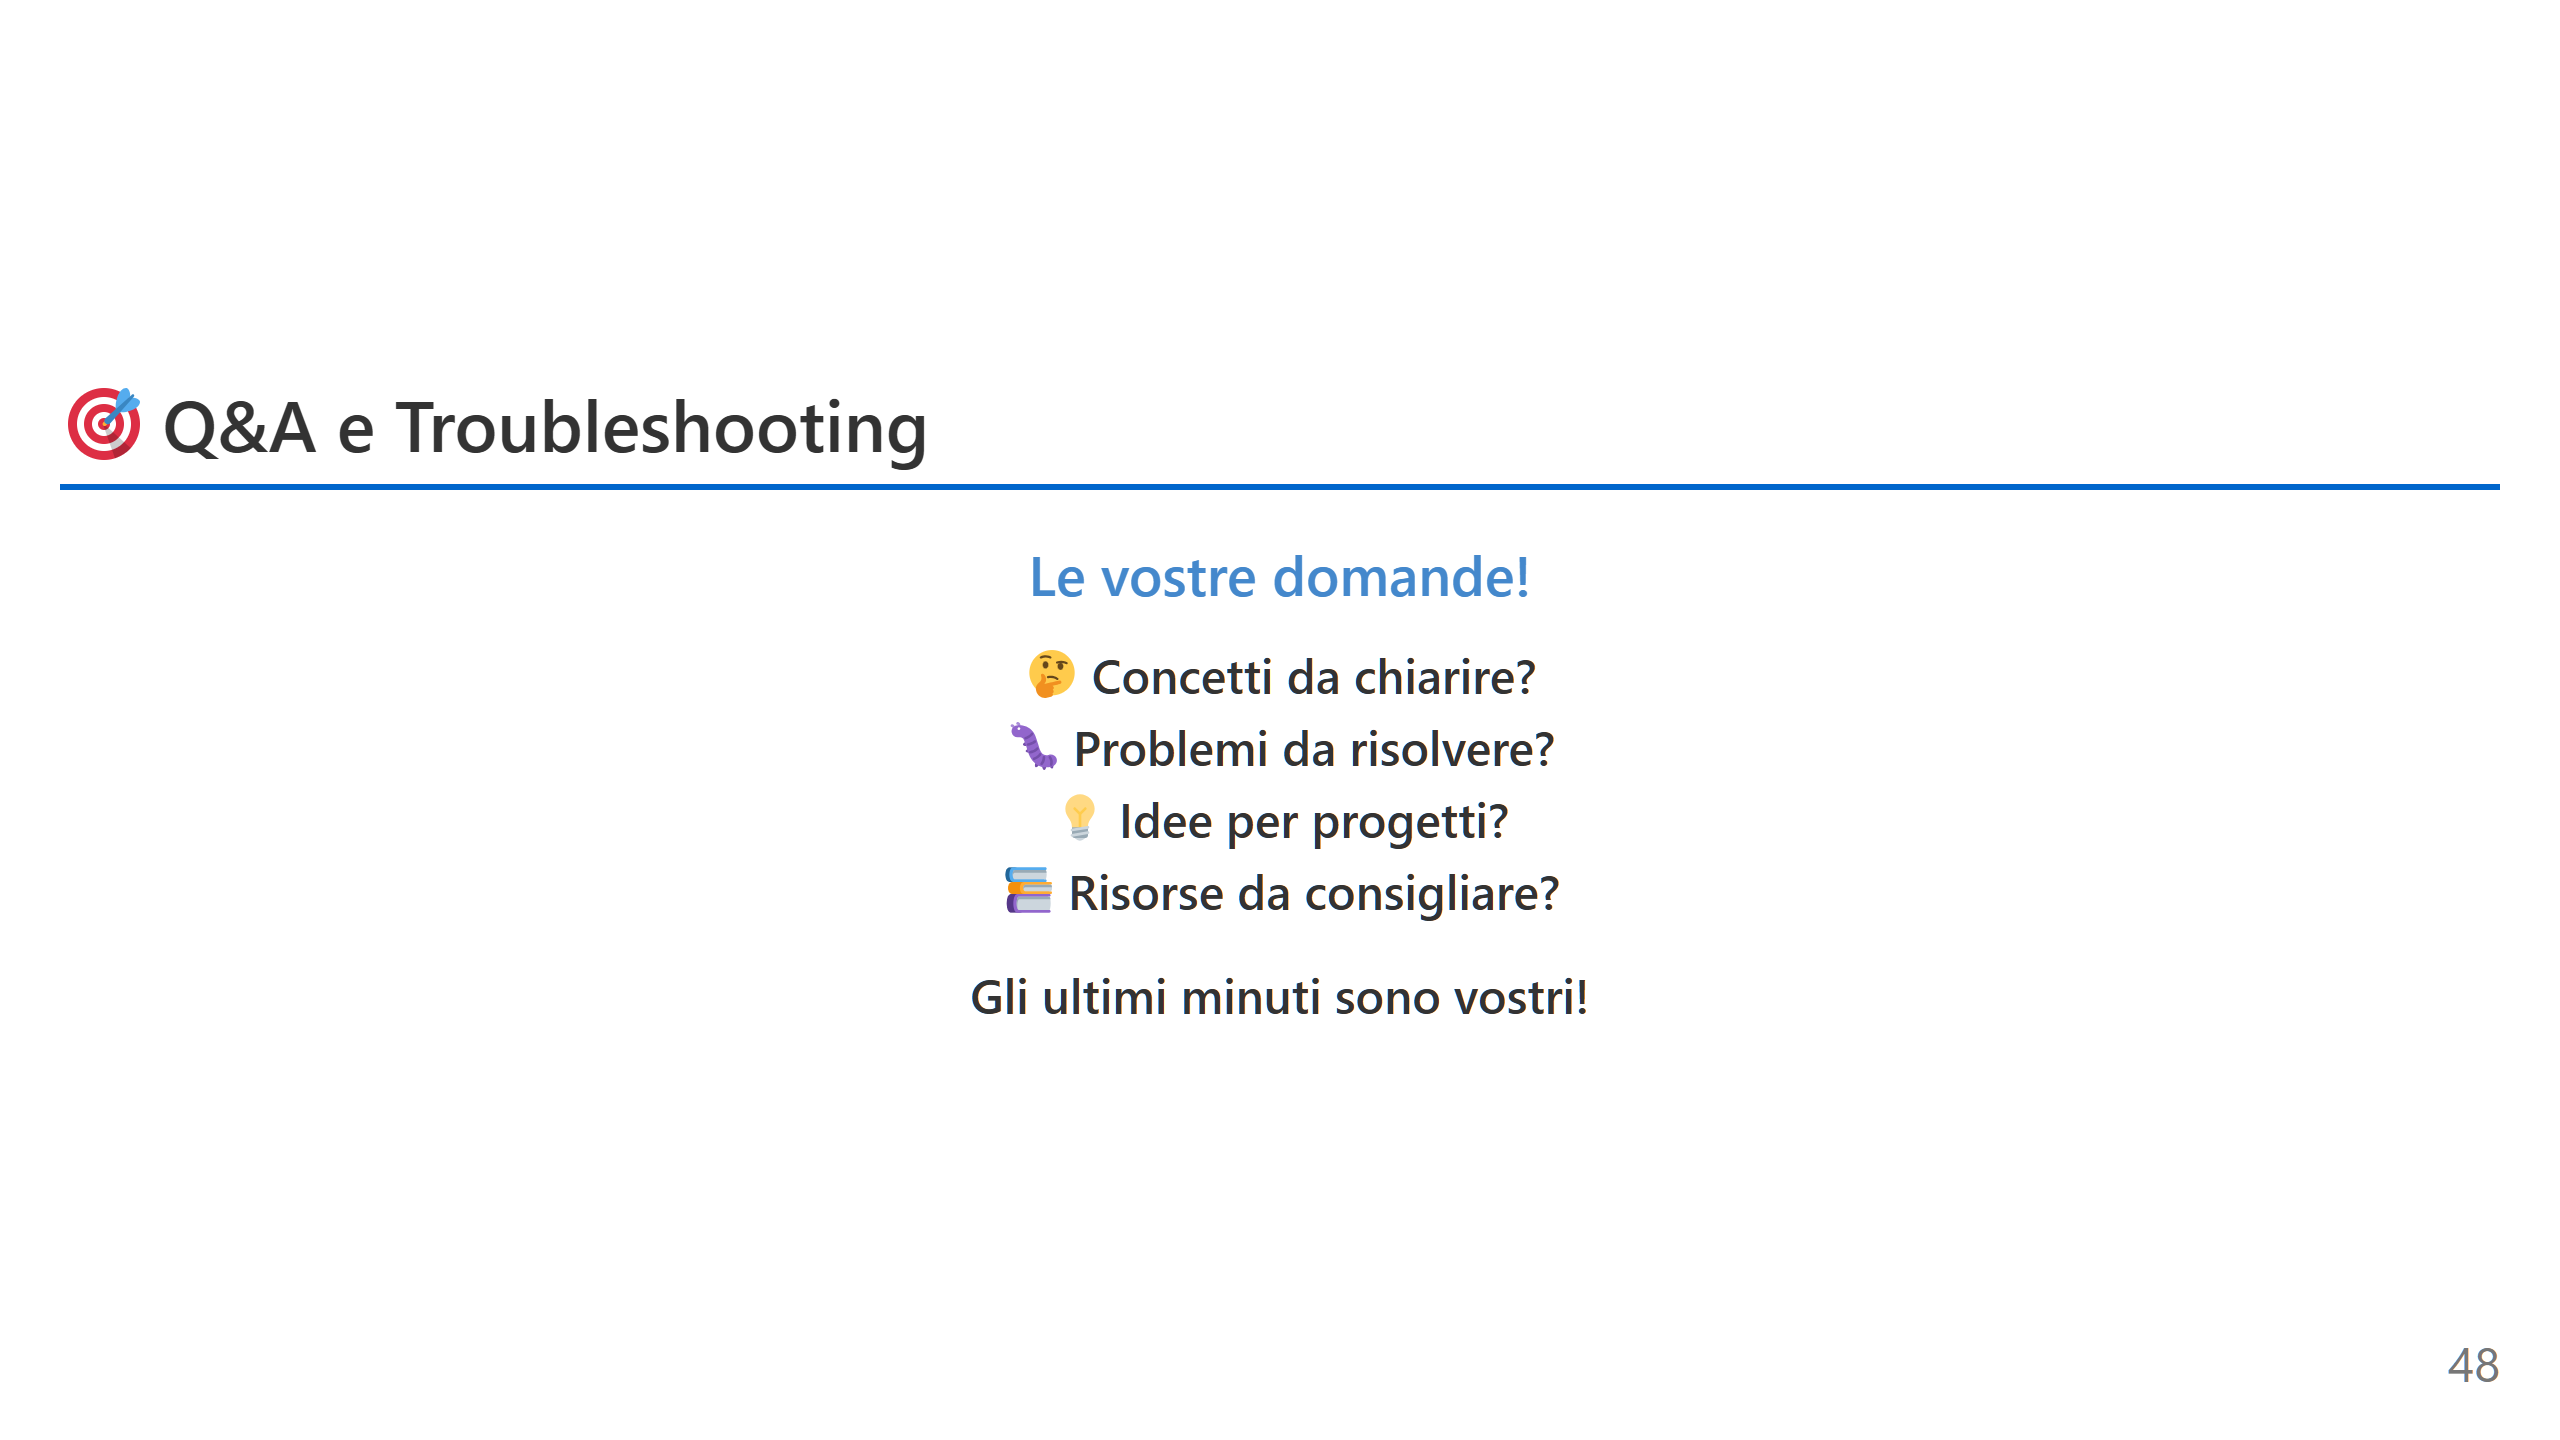 🎯 Q&A e Troubleshooting
Le vostre domande!
🤔 Concetti da chiarire?
🐛 Problemi da risolvere?
💡 Idee per progetti?
📚 Risorse da consigliare?
Gli ultimi minuti sono vostri!
48